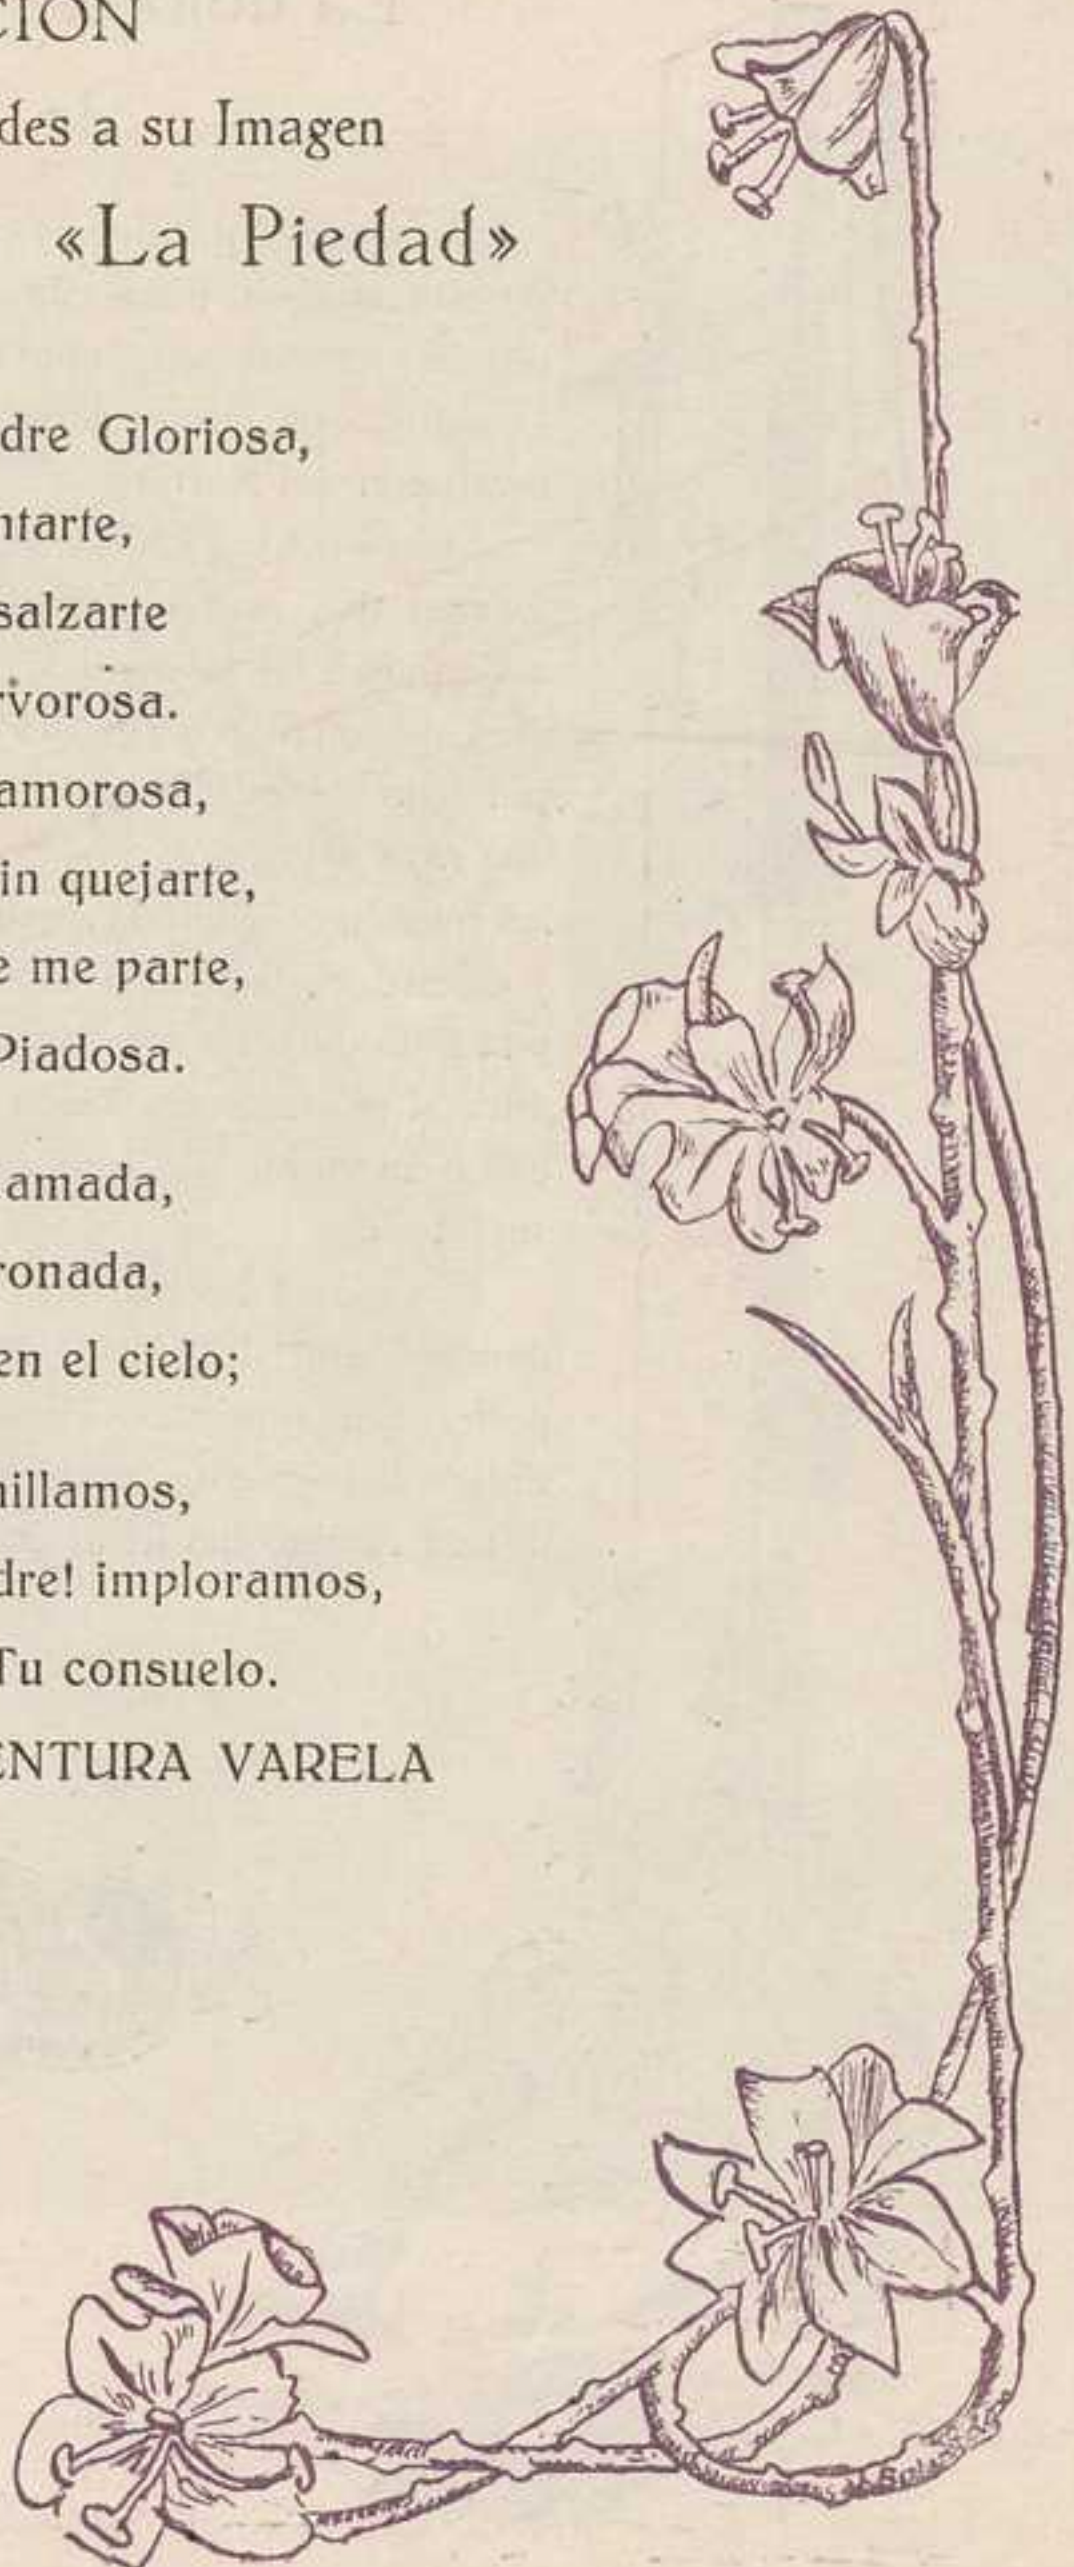 CIÓN
des a su Imagen
«La Piedad»
dre Gloriosa,
ntarte,
salzarte
rvorosa.
amorosa,
in quejarte,
e me parte,
Piadosa.
amada,
ronada,
en el cielo;
nillamos,
dre! imploramos,
Tu consuelo.
ENTURA VARELA